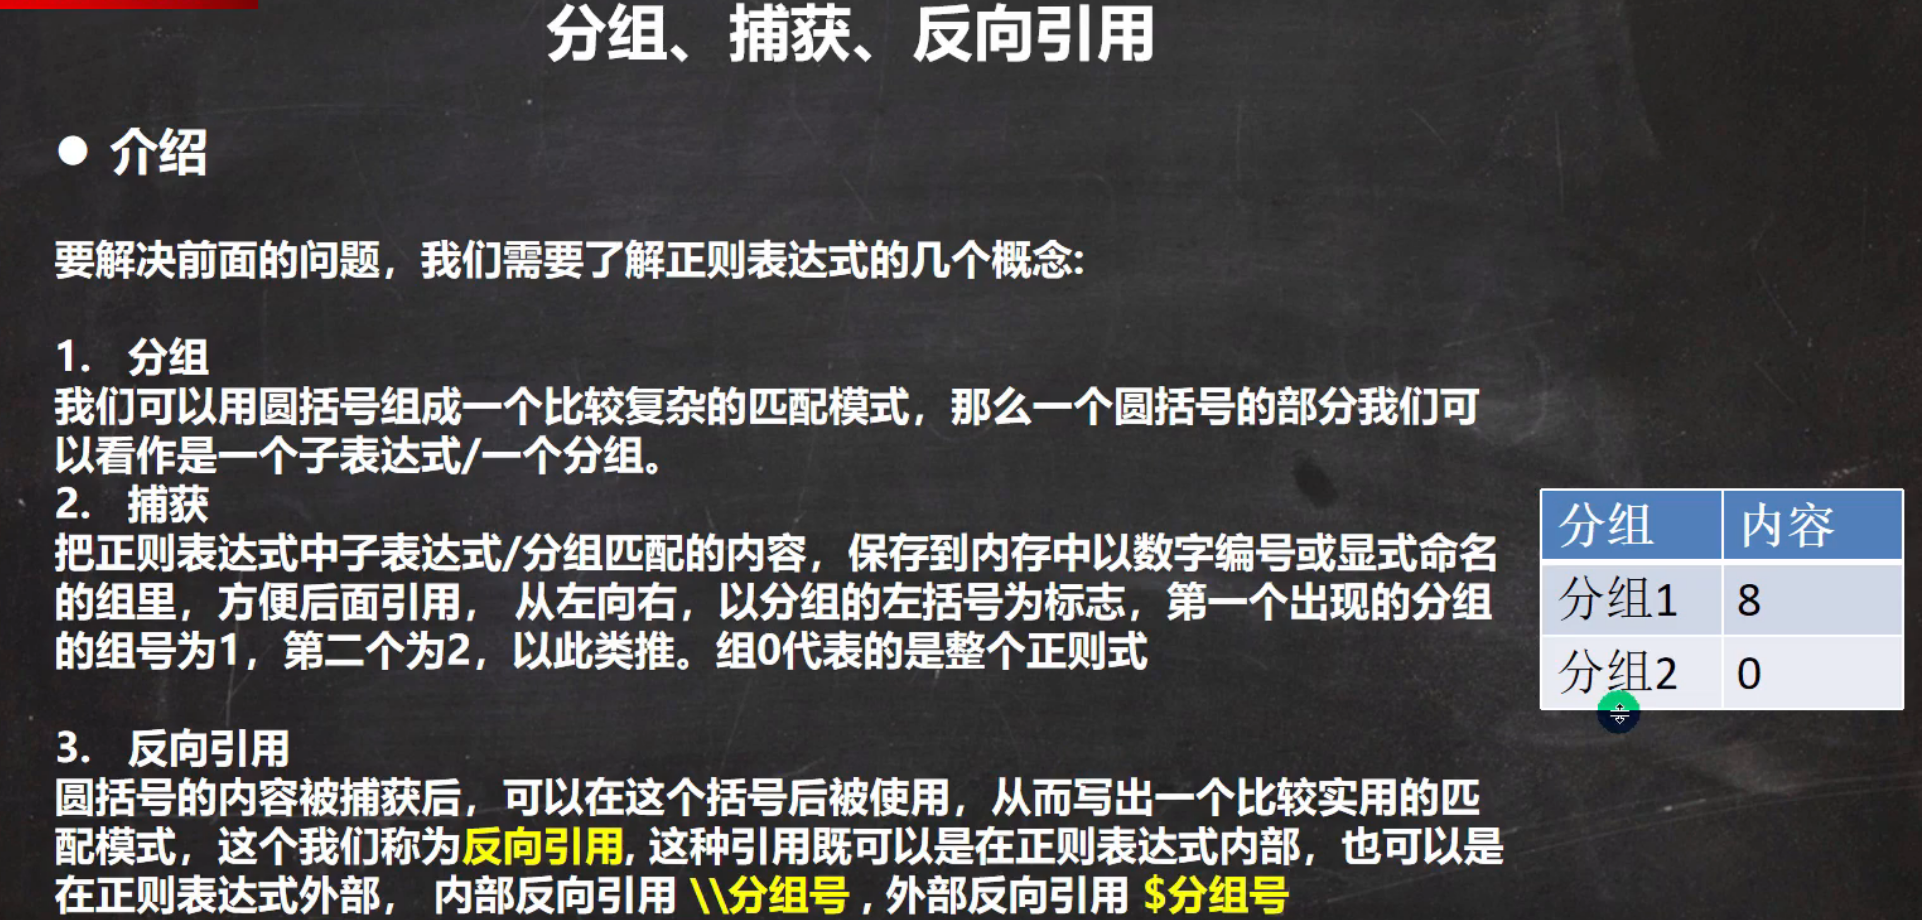 分组、捕获、反向引用
● 介绍
要解决前面的问题，我们需要了解正则表达式的几个概念:
1. 分组
我们可以用圆括号组成一个比较复杂的匹配模式，那么一个圆括号的部分我们可
以看作是一个子表达式/一个分组。
2. 捕获
把正则表达式中子表达式/分组匹配的内容，保存到内存中以数字编号或显式命名
的组里，方便后面引用， 从左向右，以分组的左括号为标志，第一个出现的分组
的组号为1，第二个为2，以此类推。组0代表的是整个正则式
分组 内容
分组1 8
分组2 0
3. 反向引用
圆括号的内容被捕获后，可以在这个括号后被使用，从而写出一个比较实用的匹
配模式，这个我们称为反向引用, 这种引用既可以是在正则表达式内部，也可以是
在正则表达式外部， 内部反向引用 \\分组号 , 外部反向引用 $分组号